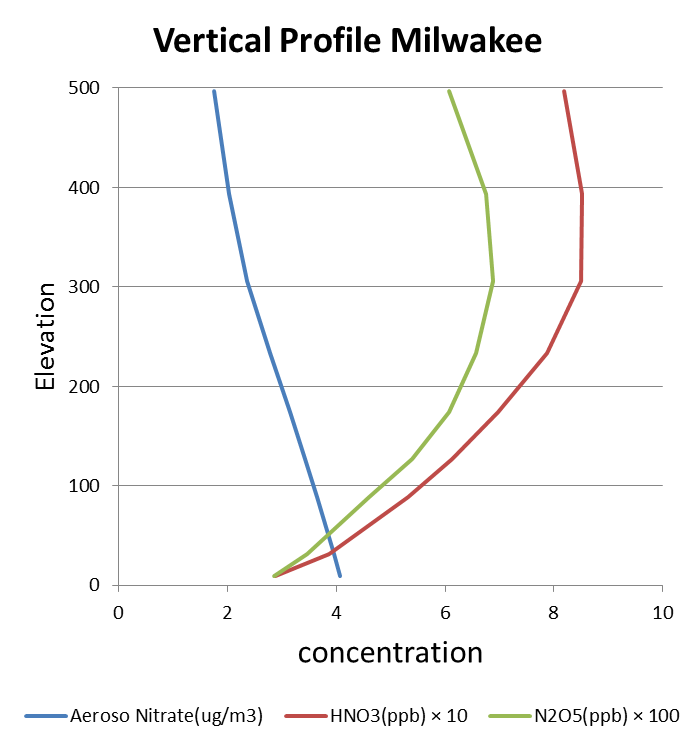 Vertical Profile Milwakee
500
400
300
200
100
0
Elevation
0 2 4 6 8 10
concentration
Aeroso Nitrate(ug/m3) HNO3(ppb) × 10 N2O5(ppb) × 100